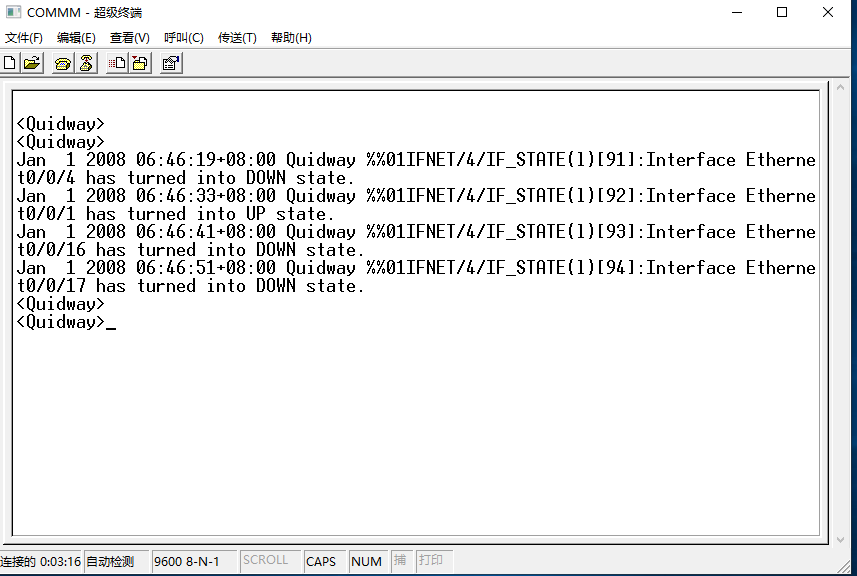 COMMM - 超级终端
文件(F) 编辑(E) 查看(V) 呼叫(C) 传送(T) 帮助(H)
<Quidway>
<Quidway>
Jan  1 2008 06:46:19+08:00 Quidway %%01IFNET/4/IF_STATE(l)[91]:Interface Etherne
t0/0/4 has turned into DOWN state.
Jan  1 2008 06:46:33+08:00 Quidway %%01IFNET/4/IF_STATE(l)[92]:Interface Etherne
t0/0/1 has turned into UP state.
Jan  1 2008 06:46:41+08:00 Quidway %%01IFNET/4/IF_STATE(l)[93]:Interface Etherne
t0/0/16 has turned into DOWN state.
Jan  1 2008 06:46:51+08:00 Quidway %%01IFNET/4/IF_STATE(l)[94]:Interface Etherne
t0/0/17 has turned into DOWN state.
<Quidway>
<Quidway>_
连接的 0:03:16 自动检测 9600 8-N-1 SCROLL CAPS NUM 捕 打印